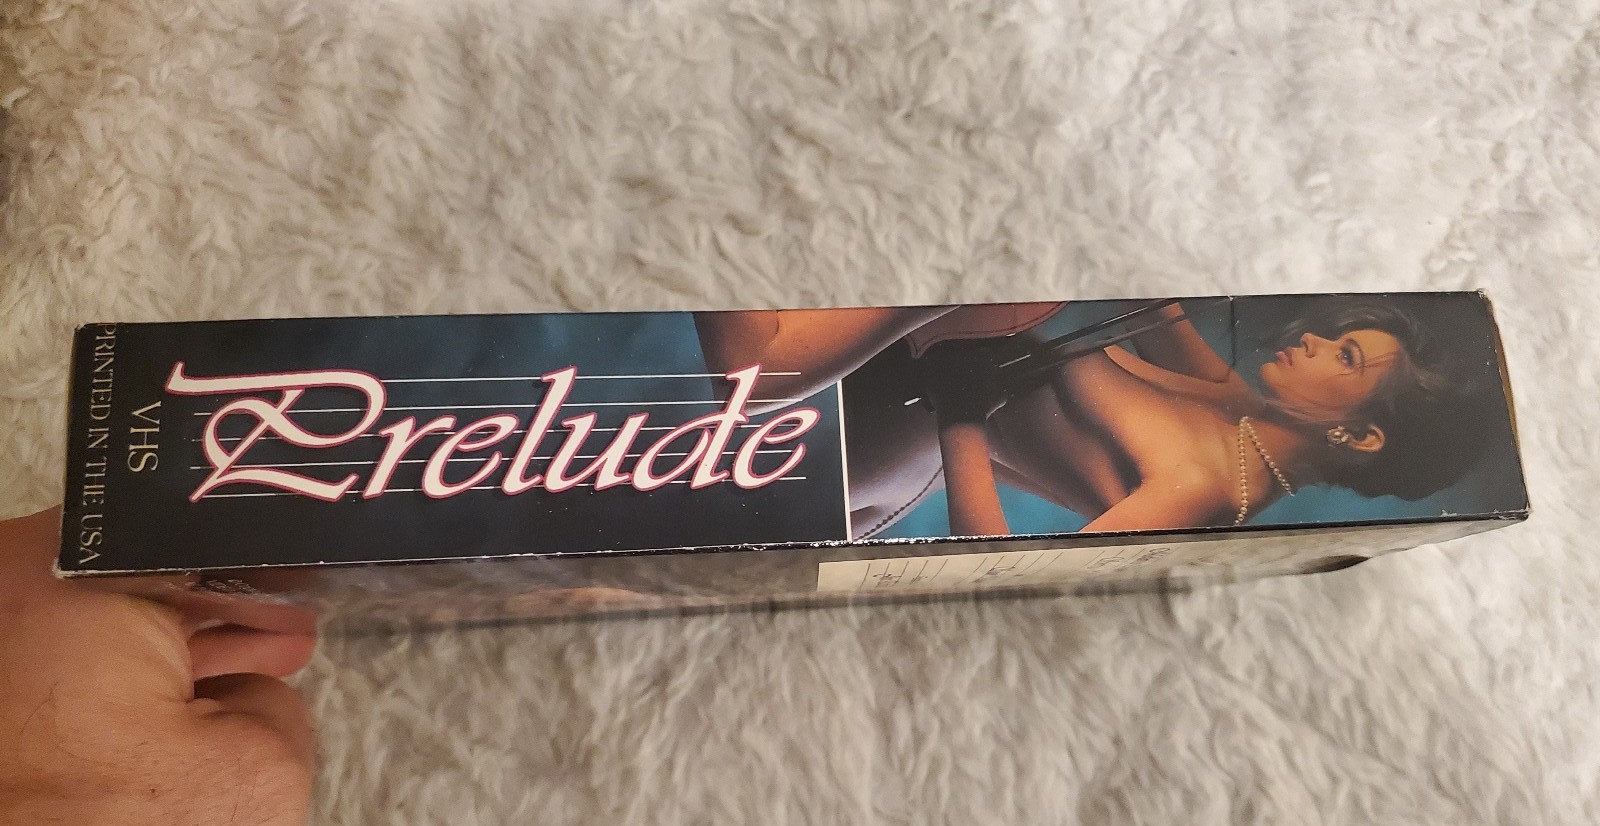 PRINTED IN THE USA
VHS
Prelude